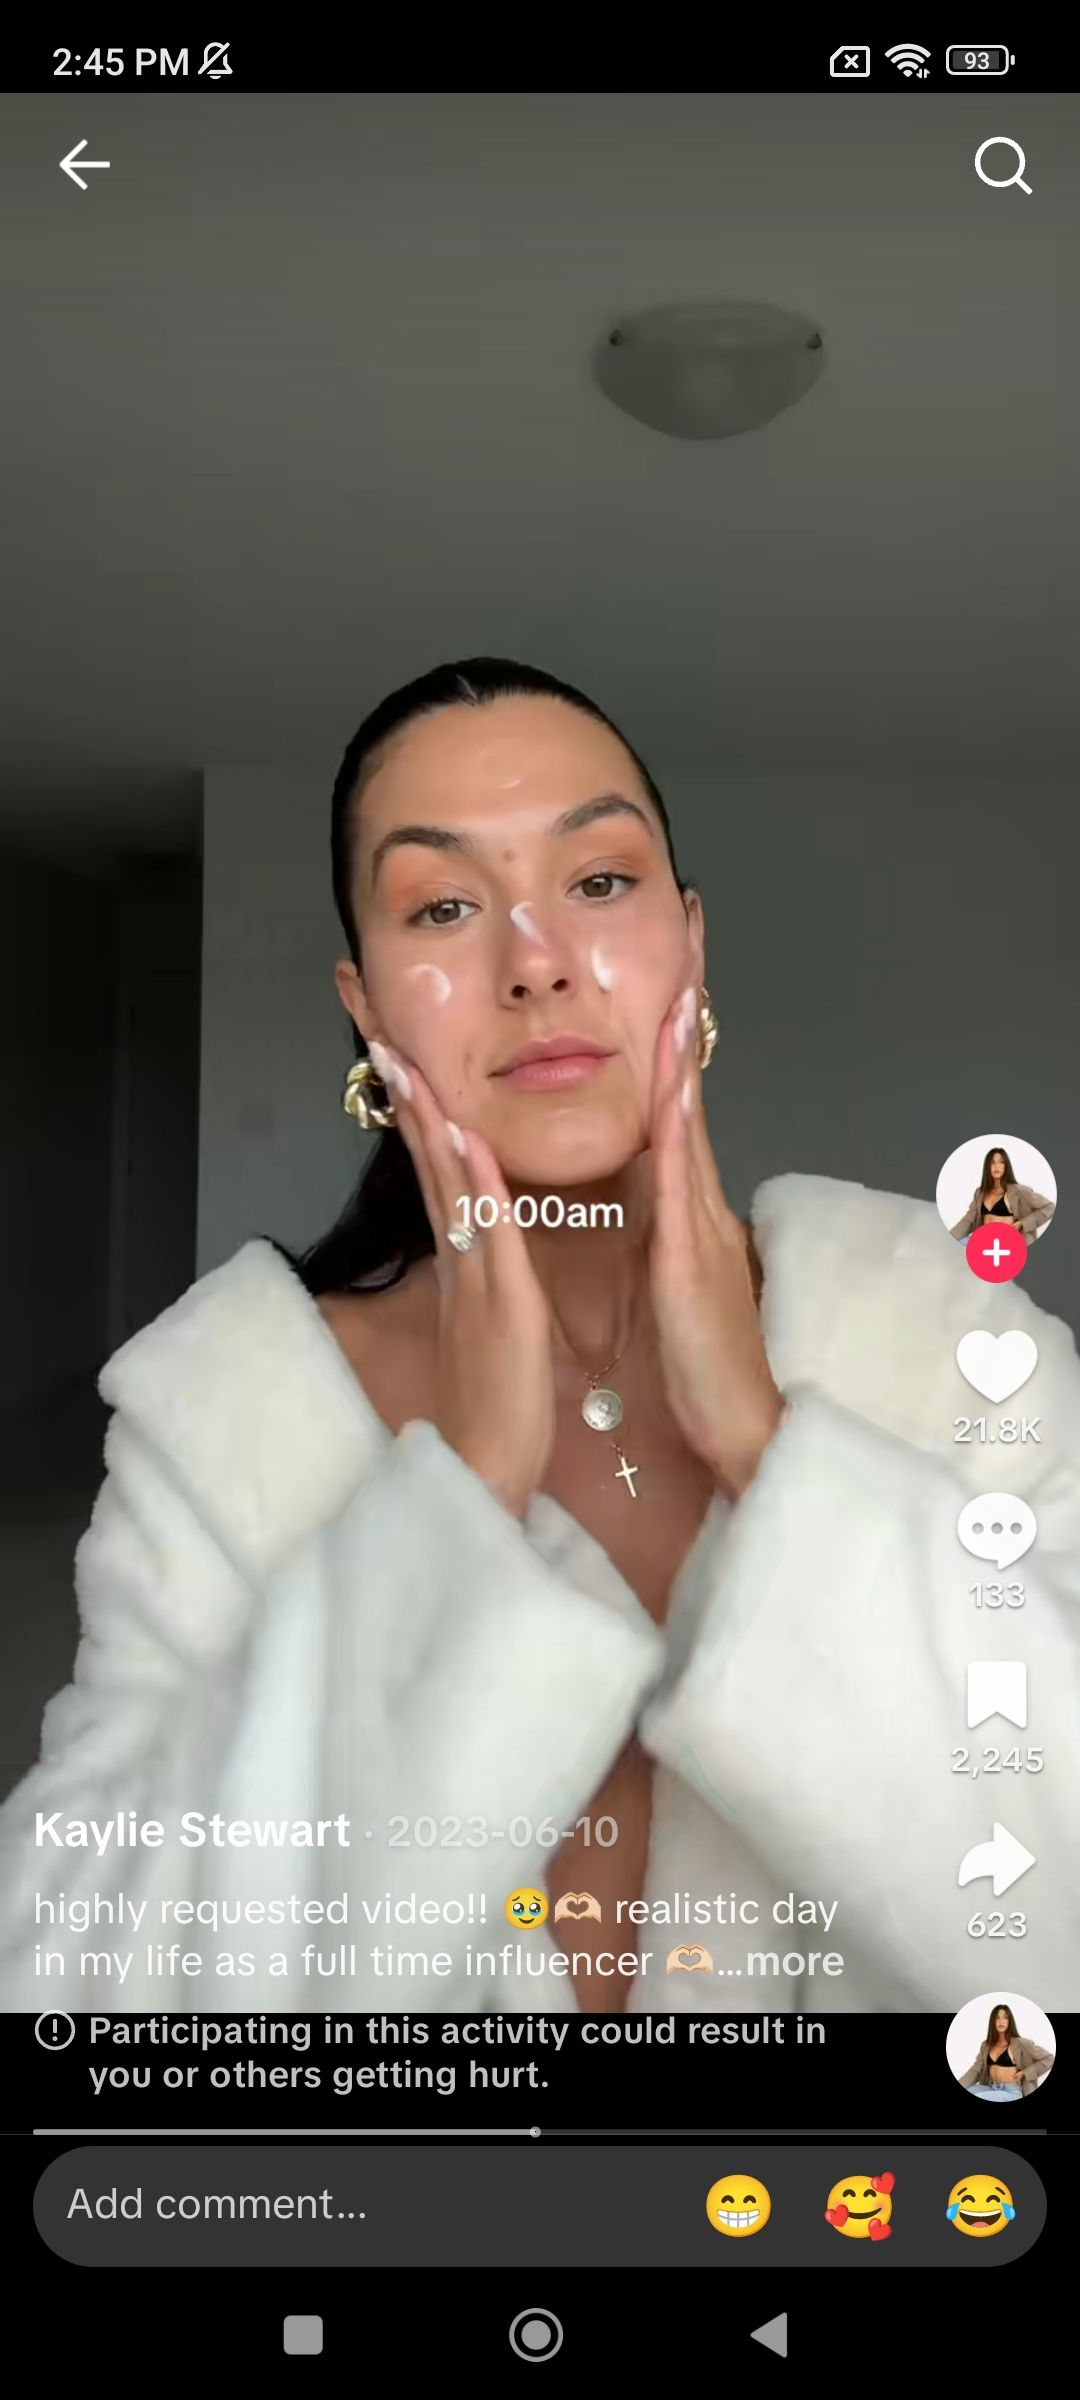 2:45 PM
93
10:00am
21.8K
133
2,245
Kaylie Stewart · 2023-06-10
highly requested video!! 🥹🫶🏻 realistic day
in my life as a full time influencer 🫶🏻...more
623
Participating in this activity could result in
you or others getting hurt.
Add comment...